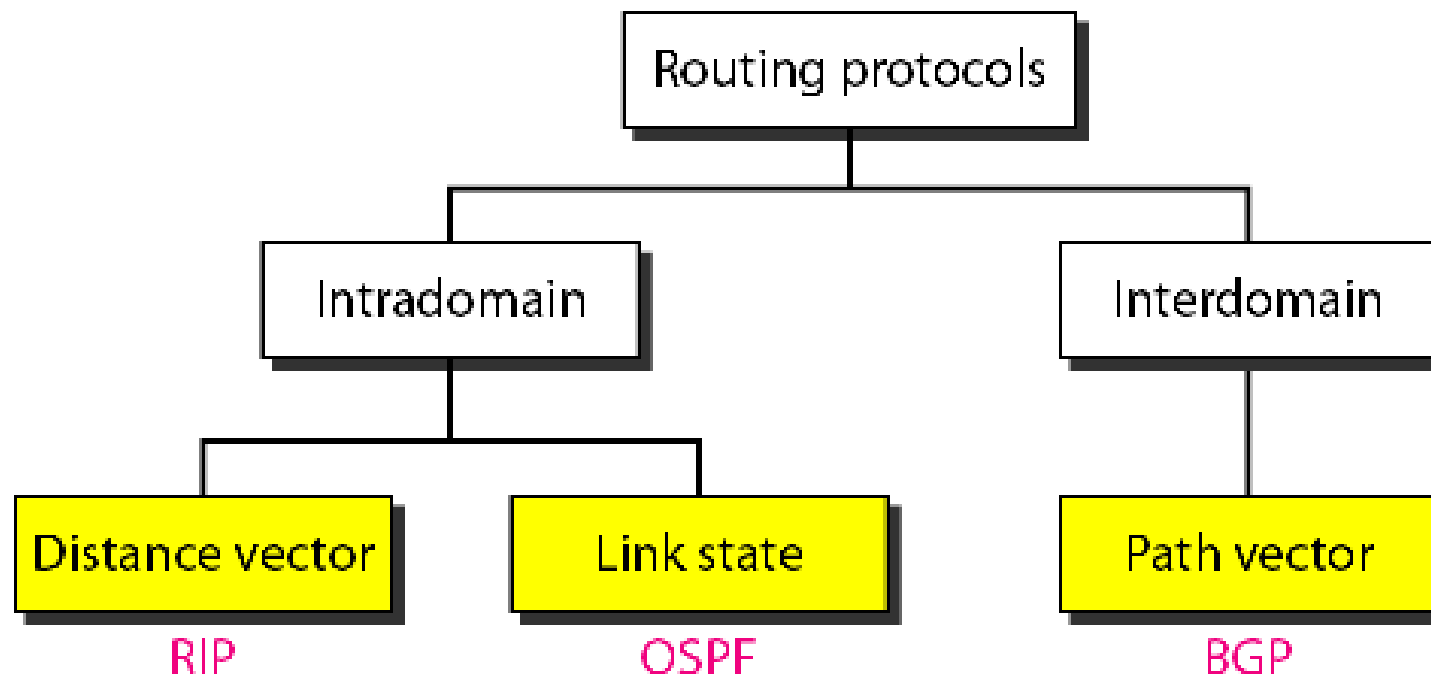 Routing protocols
Intradomain
Interdomain
Distance vector
Link state
Path vector
RIP
OSPF
BGP